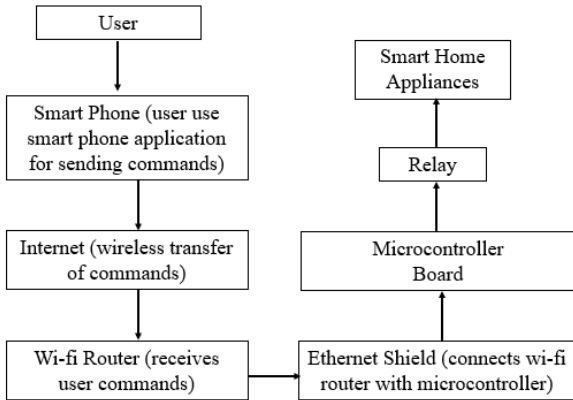 User
Smart Phone (user use
smart phone application
for sending commands)
Internet (wireless transfer
of commands)
Wi-fi Router (receives
user commands)
Ethernet Shield (connects wi-fi
router with microcontroller)
Microcontroller
Board
Relay
Smart Home
Appliances